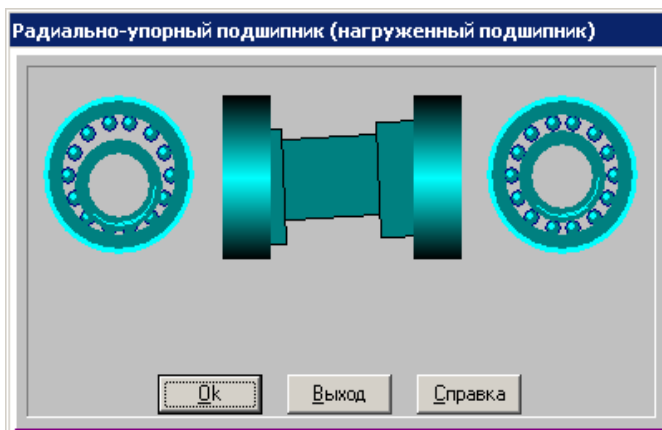 Радиально-упорный подшипник (нагруженный подшипник)
Ok
Выход
Справка